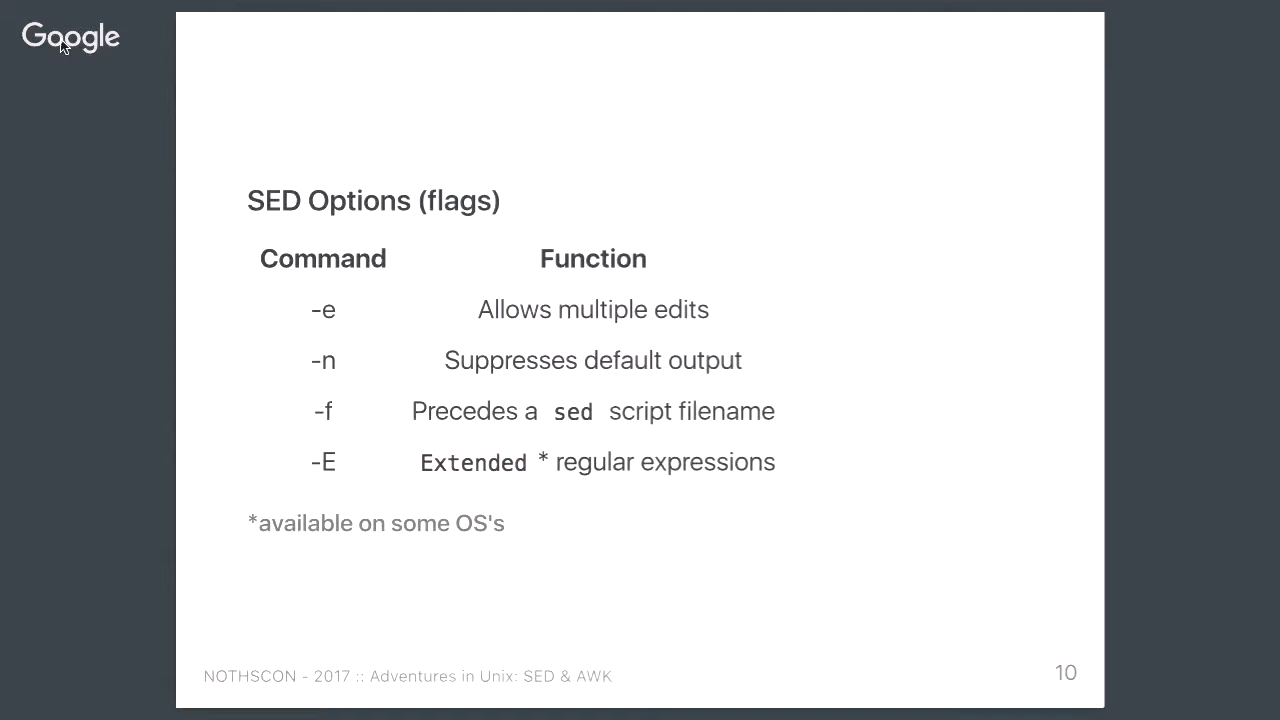 Google
SED Options (flags)
Command Function
-e Allows multiple edits
-n Suppresses default output
-f Precedes a sed script filename
-E Extended * regular expressions
*available on some OS's
NOTHSCON - 2017 :: Adventures in Unix: SED & AWK 10